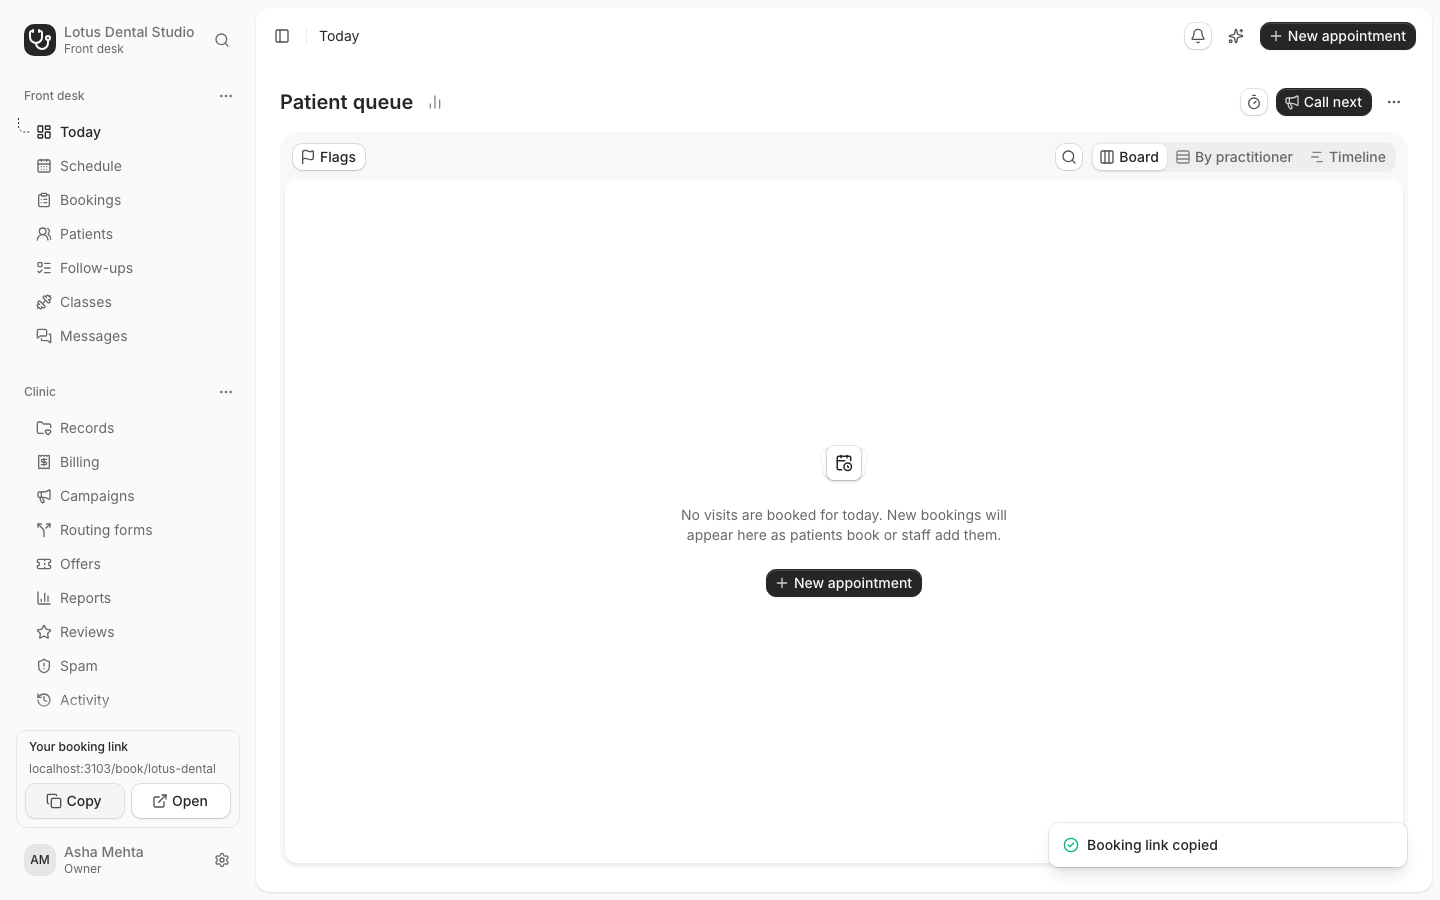 Lotus Dental Studio
Front desk
Front desk
Today
Schedule
Bookings
Patients
Follow-ups
Classes
Messages
Clinic
Records
Billing
Campaigns
Routing forms
Offers
Reports
Reviews
Spam
Activity
Your booking link
localhost:3103/book/lotus-dental
Copy
Open
AM
Asha Mehta
Owner
Today
New appointment
Patient queue
Call next
Flags
Board
By practitioner
Timeline
No visits are booked for today. New bookings will
appear here as patients book or staff add them.
New appointment
Booking link copied